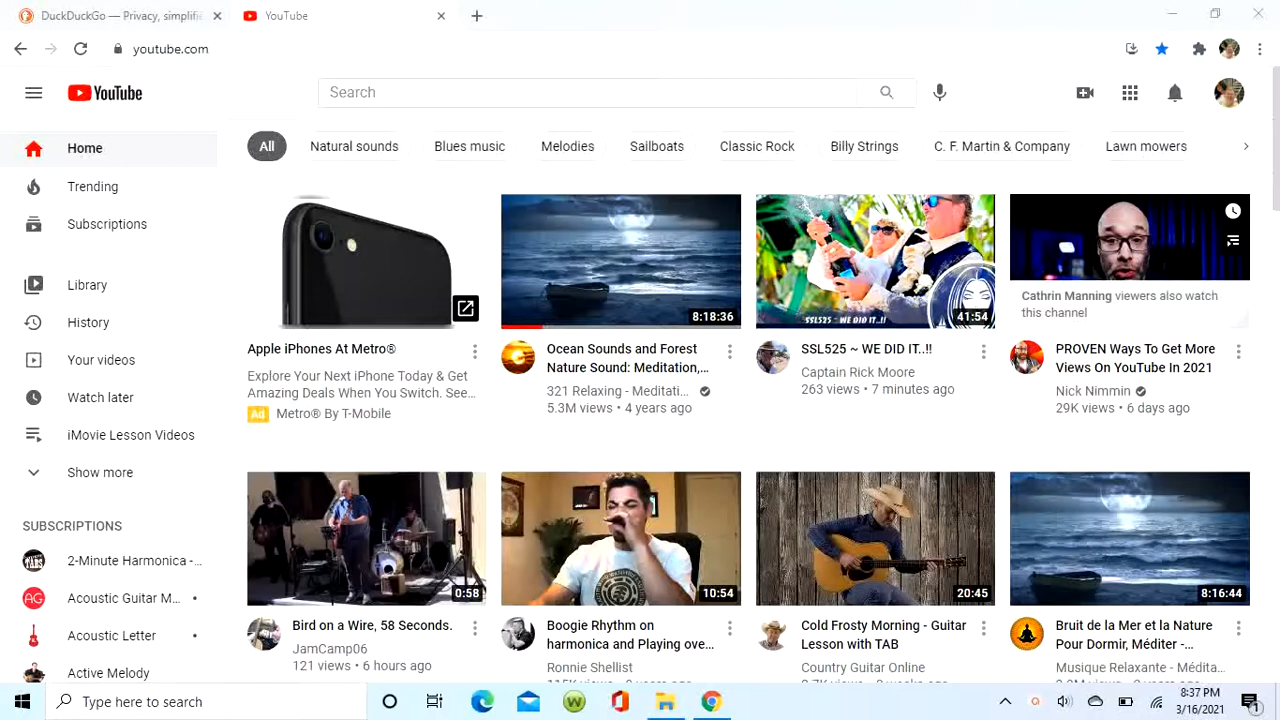 DuckDuckGo — Privacy, simplifi
YouTube
youtube.com
YouTube
Search
Home
Trending
Subscriptions
Library
History
Your videos
Watch later
iMovie Lesson Videos
Show more
SUBSCRIPTIONS
2-Minute Harmonica -...
AG
Acoustic Guitar M... •
Acoustic Letter •
Active Melody
All
Natural sounds
Blues music
Melodies
Sailboats
Classic Rock
Billy Strings
C. F. Martin & Company
Lawn mowers
Apple iPhones At Metro®
Explore Your Next iPhone Today & Get
Amazing Deals When You Switch. See...
Ad Metro® By T-Mobile
8:18:36
Ocean Sounds and Forest
Nature Sound: Meditation,...
321 Relaxing - Meditati...
5.3M views • 4 years ago
SSL525 ~ WE DID IT..!!
41:54
SSL525 ~ WE DID IT..!!
Captain Rick Moore
263 views • 7 minutes ago
Cathrin Manning viewers also watch
this channel
PROVEN Ways To Get More
Views On YouTube In 2021
Nick Nimmin
29K views • 6 days ago
0:58
Bird on a Wire, 58 Seconds.
JamCamp06
121 views • 6 hours ago
10:54
Boogie Rhythm on
harmonica and Playing ove...
Ronnie Shellist
20:45
Cold Frosty Morning - Guitar
Lesson with TAB
Country Guitar Online
8:16:44
Bruit de la Mer et la Nature
Pour Dormir, Méditer -...
Musique Relaxante - Médita...
Type here to search
8:37 PM
3/16/2021
1